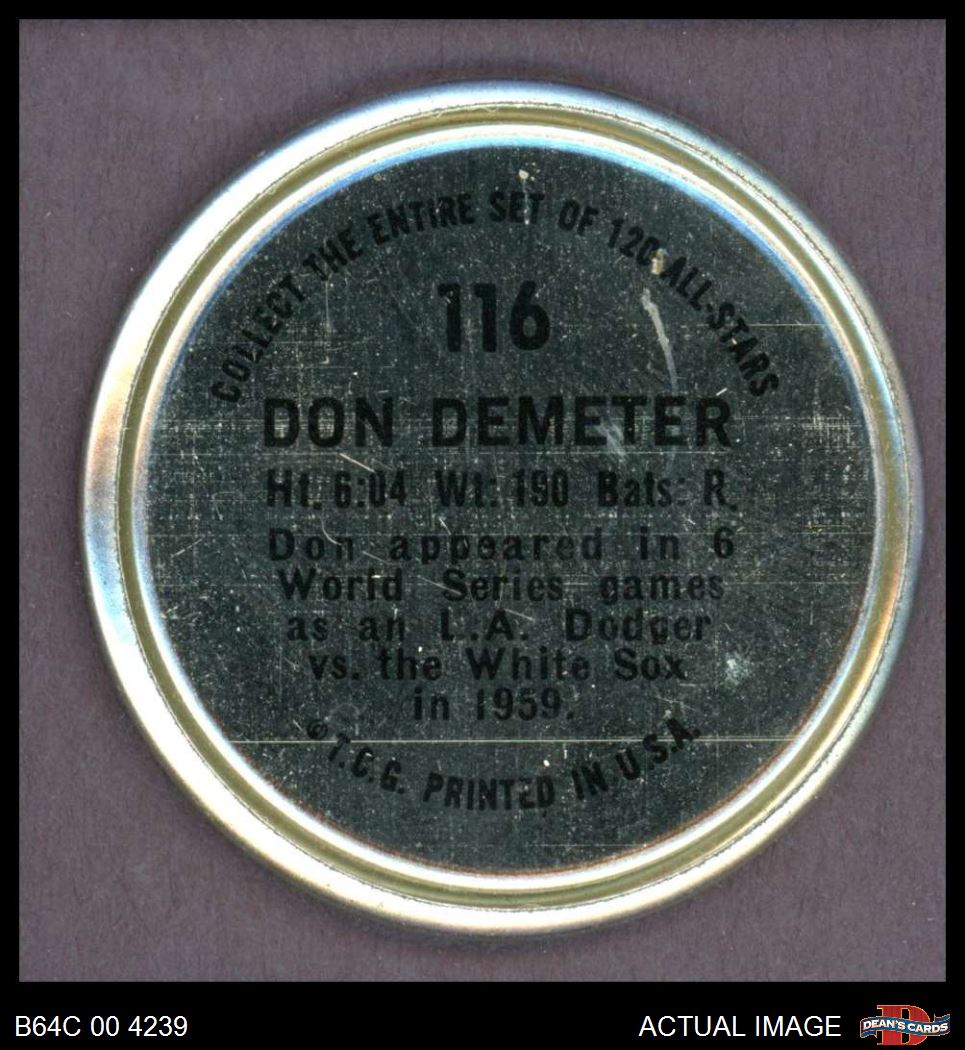 COLLECT THE ENTIRE SET OF 120 ALL-STARS
116
DON DEMETER
Ht. 6:04 Wt: 190 Bats: R.
Don appeared in 6
World Series games
as an L.A. Dodger
vs. the White Sox
in 1959.
© T.C.G. PRINTED IN U.S.A.
B64C 00 4239
ACTUAL IMAGE
DEAN'S CARDS